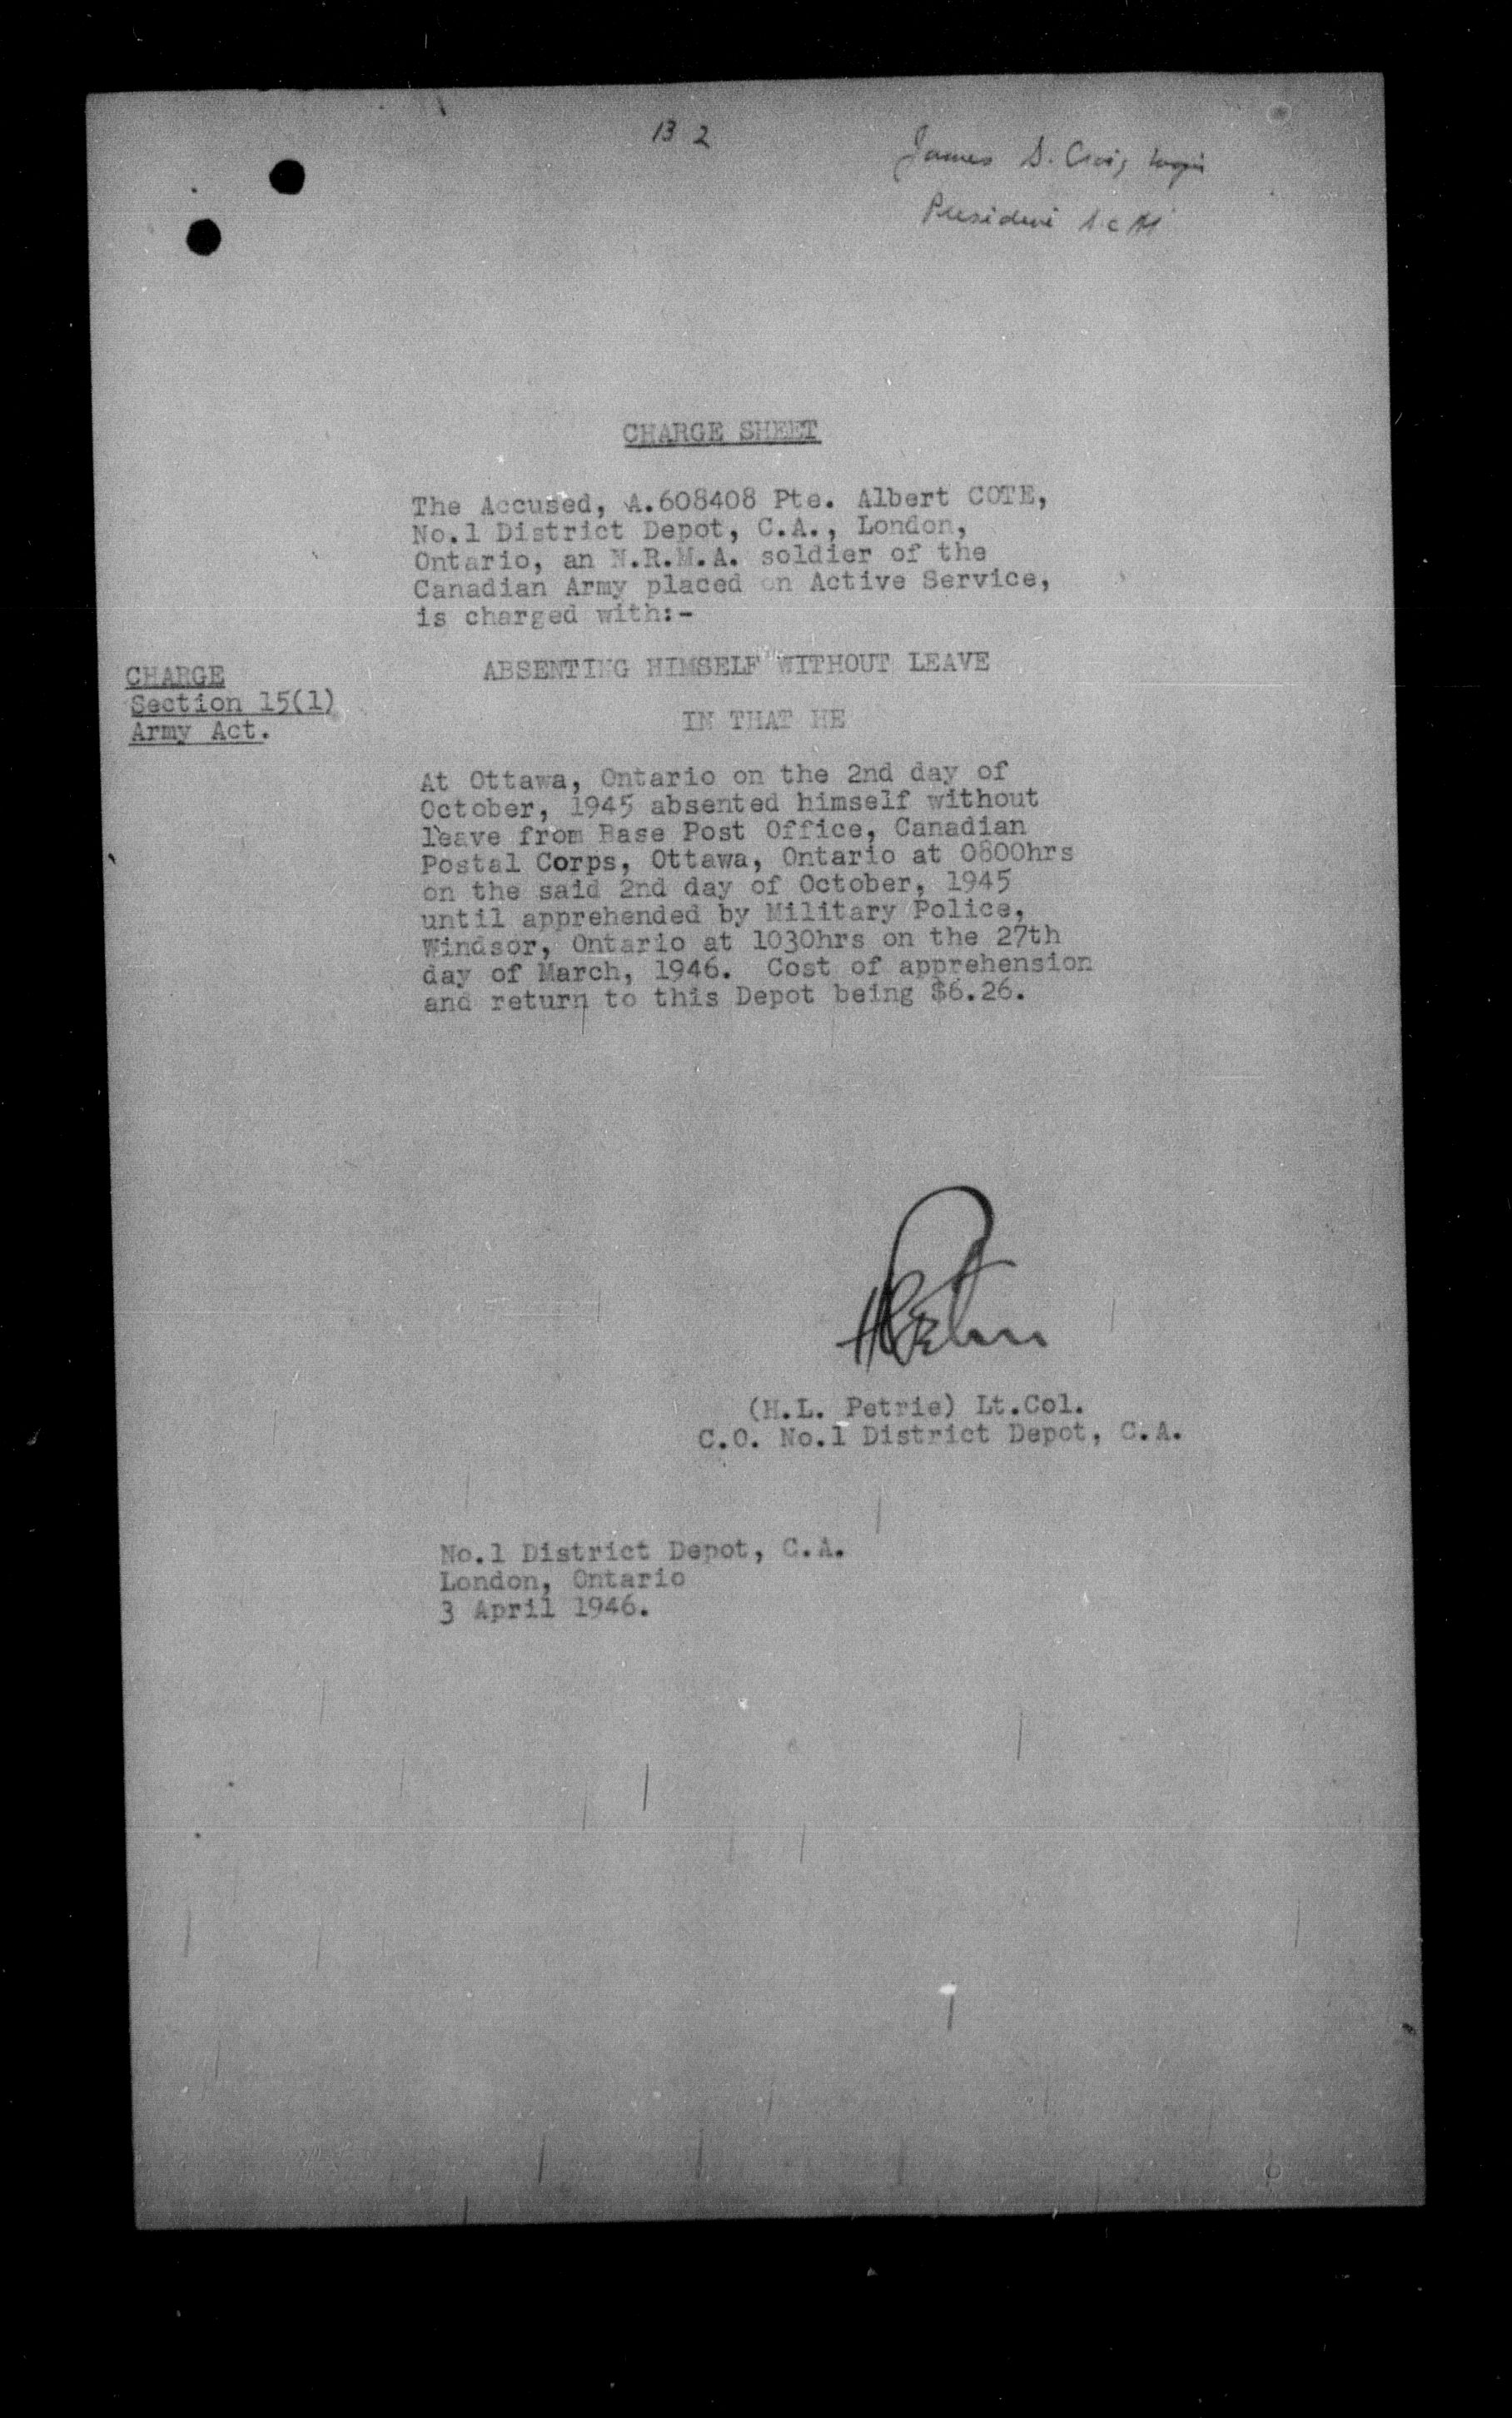 B 2
James S. Craig Major
President
CHARGE SHEET
The Accused, A.608408 Pte. Albert COTE,
No.1 District Depot, C.A., London,
Ontario, an N.R.M.A. soldier of the
Canadian Army placed on Active Service,
is charged with:-
CHARGE
Section 15(1)
Army Act.
ABSENTING HIMSELF WITHOUT LEAVE
IN THAT HE
At Ottawa, Ontario on the 2nd day of
October, 1945 absented himself without
leave from Base Post Office, Canadian
Postal Corps, Ottawa, Ontario at 0800hrs
on the said 2nd day of October, 1945
until apprehended by Military Police,
Windsor, Ontario at 1030hrs on the 27th
day of March, 1946. Cost of apprehension
and return to this Depot being $6.26.
HLPetrie
(H.L. Petrie) Lt.Col.
C.O. No.1 District Depot, C.A.
No.1 District Depot, C.A.
London, Ontario
3 April 1946.